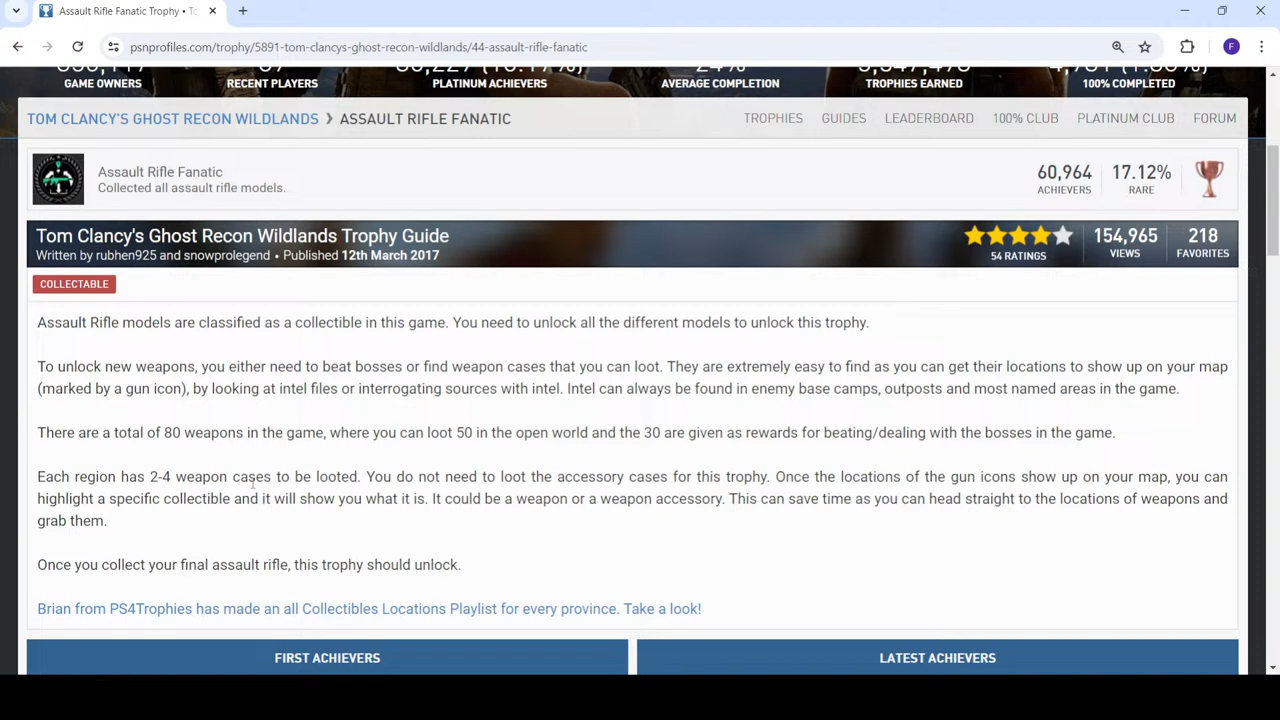 Assault Rifle Fanatic Trophy • To
psnprofiles.com/trophy/5891-tom-clancys-ghost-recon-wildlands/44-assault-rifle-fanatic
F
GAME OWNERS RECENT PLAYERS PLATINUM ACHIEVERS AVERAGE COMPLETION TROPHIES EARNED 100% COMPLETED
TOM CLANCY'S GHOST RECON WILDLANDS ❯ ASSAULT RIFLE FANATIC TROPHIES GUIDES LEADERBOARD 100% CLUB PLATINUM CLUB FORUM
Assault Rifle Fanatic
Collected all assault rifle models.
60,964 17.12%
ACHIEVERS RARE
Tom Clancy's Ghost Recon Wildlands Trophy Guide
Written by rubhen925 and snowprolegend • Published 12th March 2017
154,965 218
54 RATINGS VIEWS FAVORITES
COLLECTABLE
Assault Rifle models are classified as a collectible in this game. You need to unlock all the different models to unlock this trophy.
To unlock new weapons, you either need to beat bosses or find weapon cases that you can loot. They are extremely easy to find as you can get their locations to show up on your map
(marked by a gun icon), by looking at intel files or interrogating sources with intel. Intel can always be found in enemy base camps, outposts and most named areas in the game.
There are a total of 80 weapons in the game, where you can loot 50 in the open world and the 30 are given as rewards for beating/dealing with the bosses in the game.
Each region has 2-4 weapon cases to be looted. You do not need to loot the accessory cases for this trophy. Once the locations of the gun icons show up on your map, you can
highlight a specific collectible and it will show you what it is. It could be a weapon or a weapon accessory. This can save time as you can head straight to the locations of weapons and
grab them.
Once you collect your final assault rifle, this trophy should unlock.
Brian from PS4Trophies has made an all Collectibles Locations Playlist for every province. Take a look!
FIRST ACHIEVERS LATEST ACHIEVERS